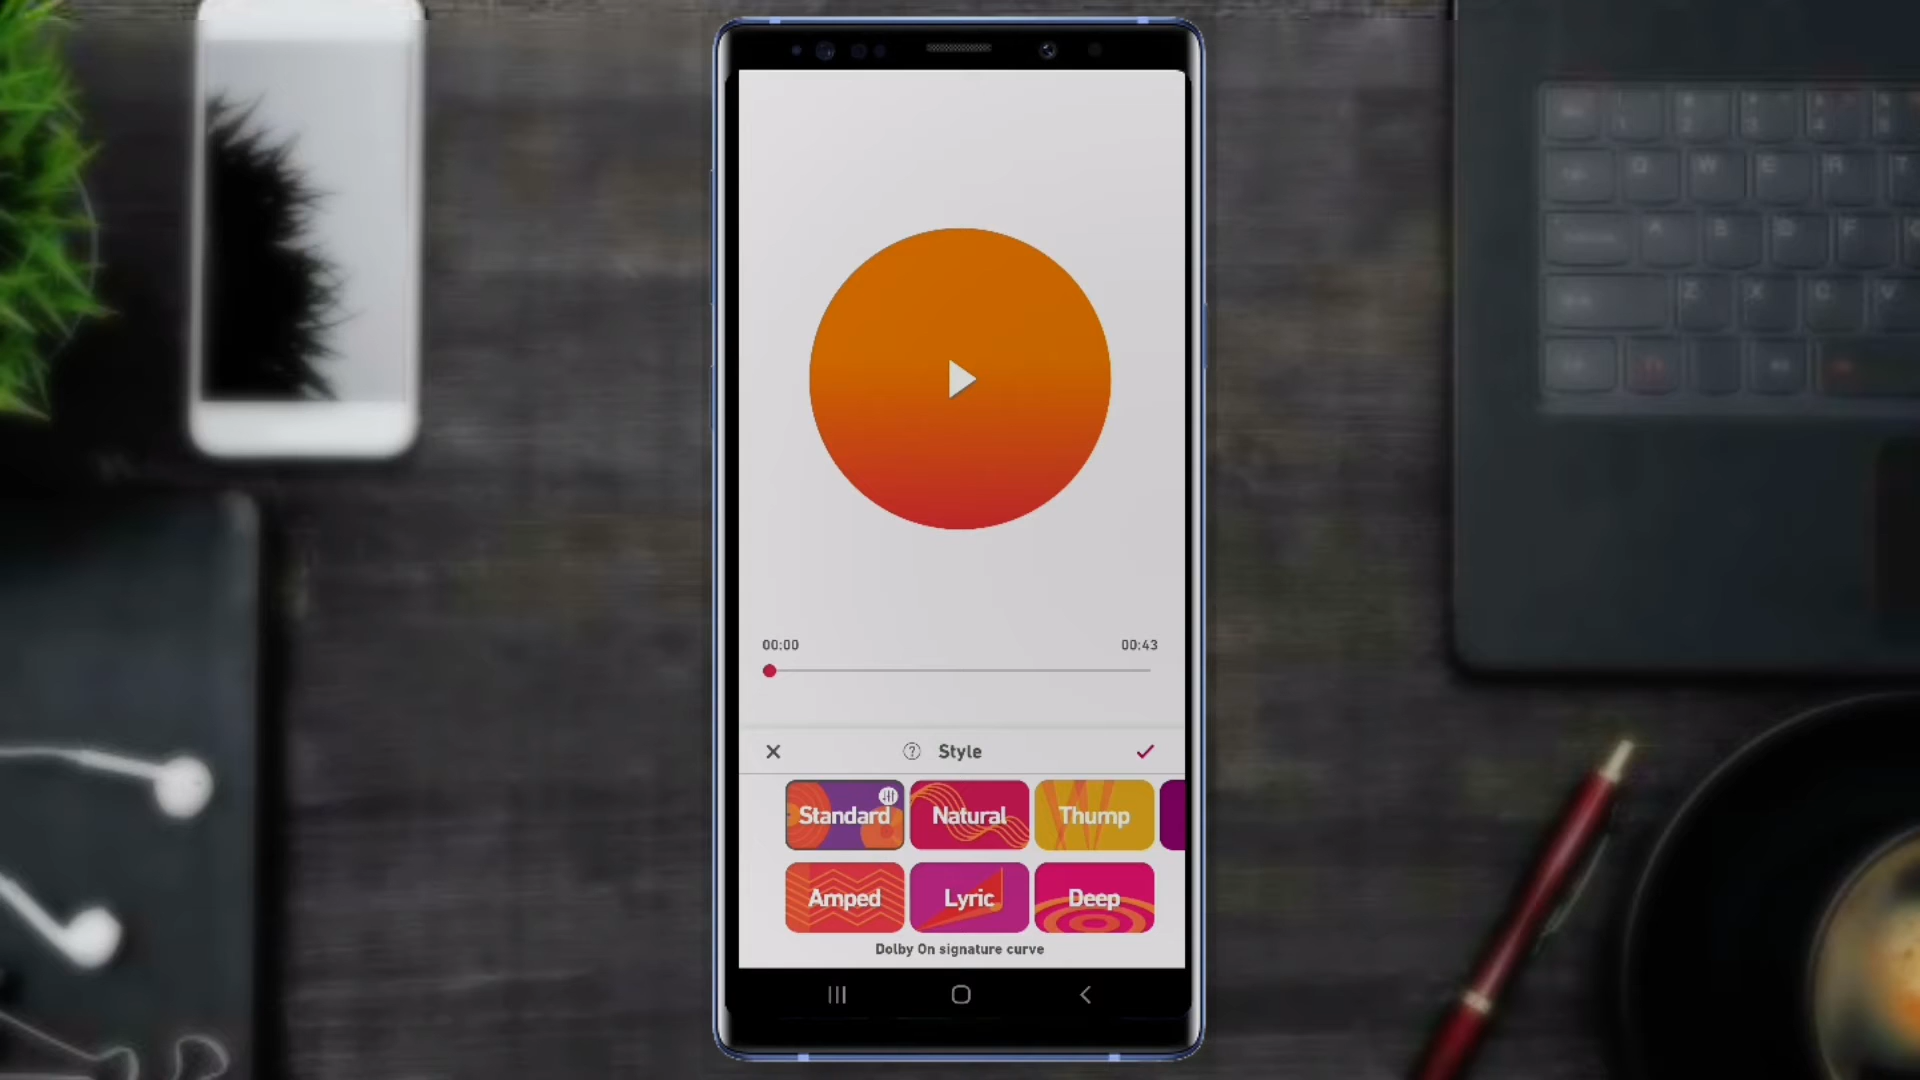 00:00 00:43
Style
Standard Natural Thump
Amped Lyric Deep
Dolby On signature curve
Q W E R T
A S D F
Z X C V